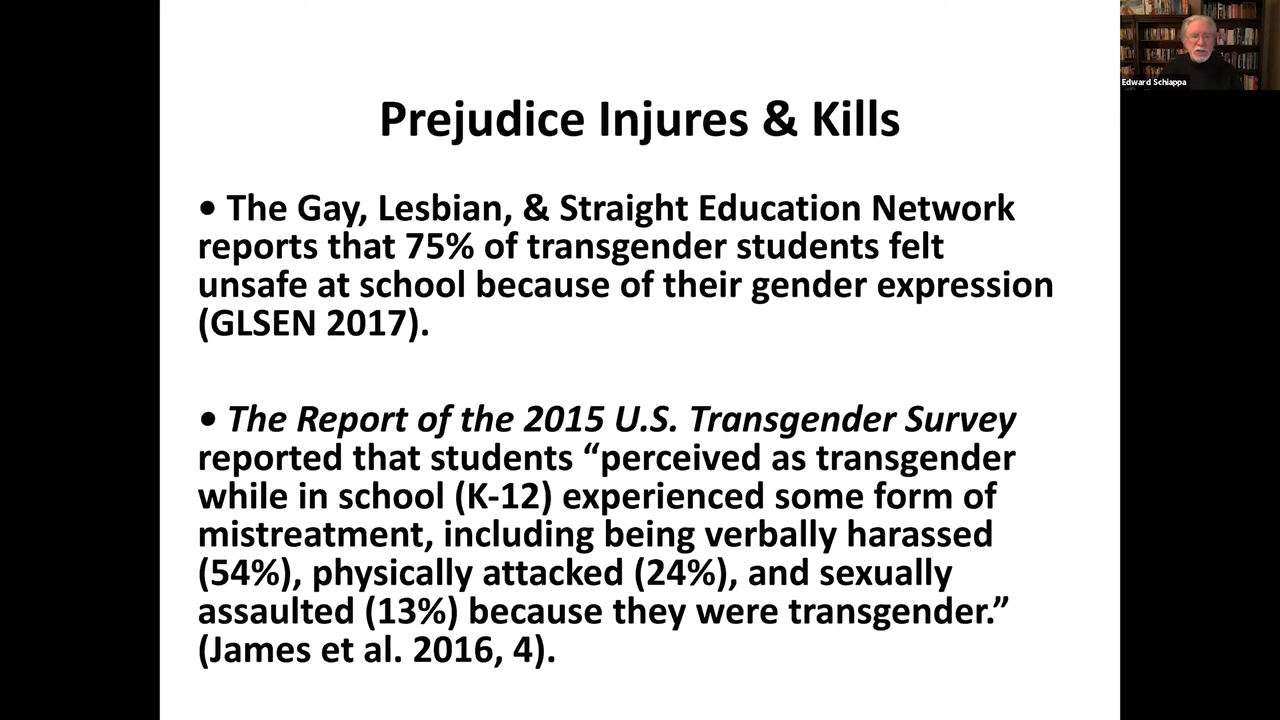 Prejudice Injures & Kills
• The Gay, Lesbian, & Straight Education Network
reports that 75% of transgender students felt
unsafe at school because of their gender expression
(GLSEN 2017).
• The Report of the 2015 U.S. Transgender Survey
reported that students “perceived as transgender
while in school (K-12) experienced some form of
mistreatment, including being verbally harassed
(54%), physically attacked (24%), and sexually
assaulted (13%) because they were transgender.”
(James et al. 2016, 4).
Edward Schiappa